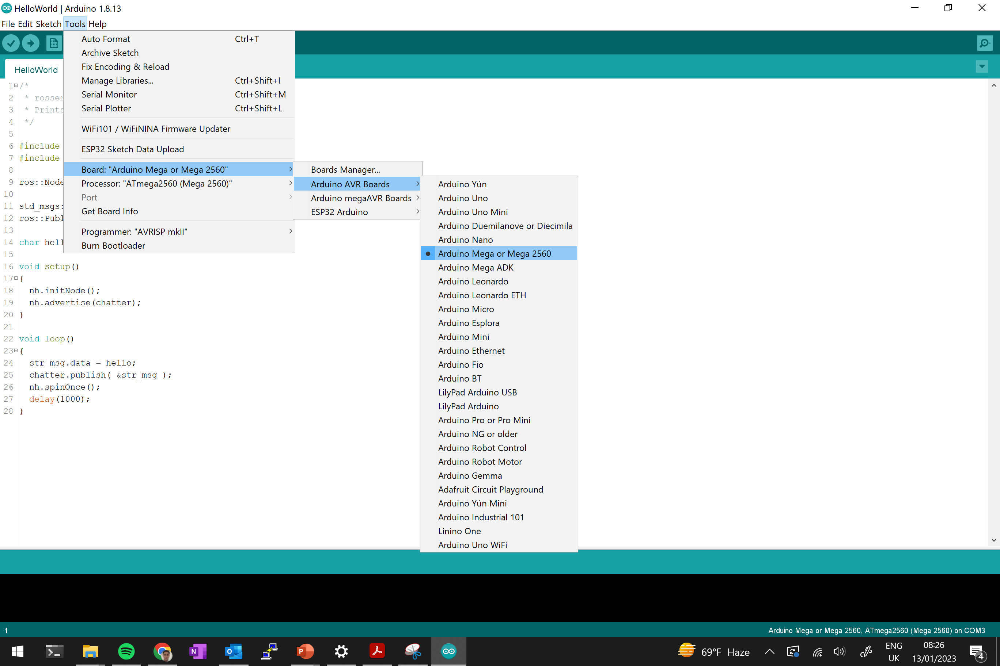 HelloWorld | Arduino 1.8.13
File Edit Sketch Tools Help
HelloWorld
Auto Format Ctrl+T
Archive Sketch
Fix Encoding & Reload
Manage Libraries... Ctrl+Shift+I
Serial Monitor Ctrl+Shift+M
Serial Plotter Ctrl+Shift+L
WiFi101 / WiFiNINA Firmware Updater
ESP32 Sketch Data Upload
Board: "Arduino Mega or Mega 2560"
Processor: "ATmega2560 (Mega 2560)"
Port
Get Board Info
Programmer: "AVRISP mkII"
Burn Bootloader
Boards Manager...
Arduino AVR Boards
Arduino megaAVR Boards
ESP32 Arduino
Arduino Yún
Arduino Uno
Arduino Uno Mini
Arduino Duemilanove or Diecimila
Arduino Nano
Arduino Mega or Mega 2560
Arduino Mega ADK
Arduino Leonardo
Arduino Leonardo ETH
Arduino Micro
Arduino Esplora
Arduino Mini
Arduino Ethernet
Arduino Fio
Arduino BT
LilyPad Arduino USB
LilyPad Arduino
Arduino Pro or Pro Mini
Arduino NG or older
Arduino Robot Control
Arduino Robot Motor
Arduino Gemma
Adafruit Circuit Playground
Arduino Yún Mini
Arduino Industrial 101
Linino One
Arduino Uno WiFi
1 /*
2 * rosser
3 * Prints
4 */
5
6 #include
7 #include
8
9 ros::Node
10
11 std_msgs:
12 ros::Publ
13
14 char hell
15
16 void setup()
17 {
18 nh.initNode();
19 nh.advertise(chatter);
20 }
21
22 void loop()
23 {
24 str_msg.data = hello;
25 chatter.publish( &str_msg );
26 nh.spinOnce();
27 delay(1000);
28 }
1 Arduino Mega or Mega 2560, ATmega2560 (Mega 2560) on COM3
69°F Haze
ENG
UK
08:26
13/01/2023
4